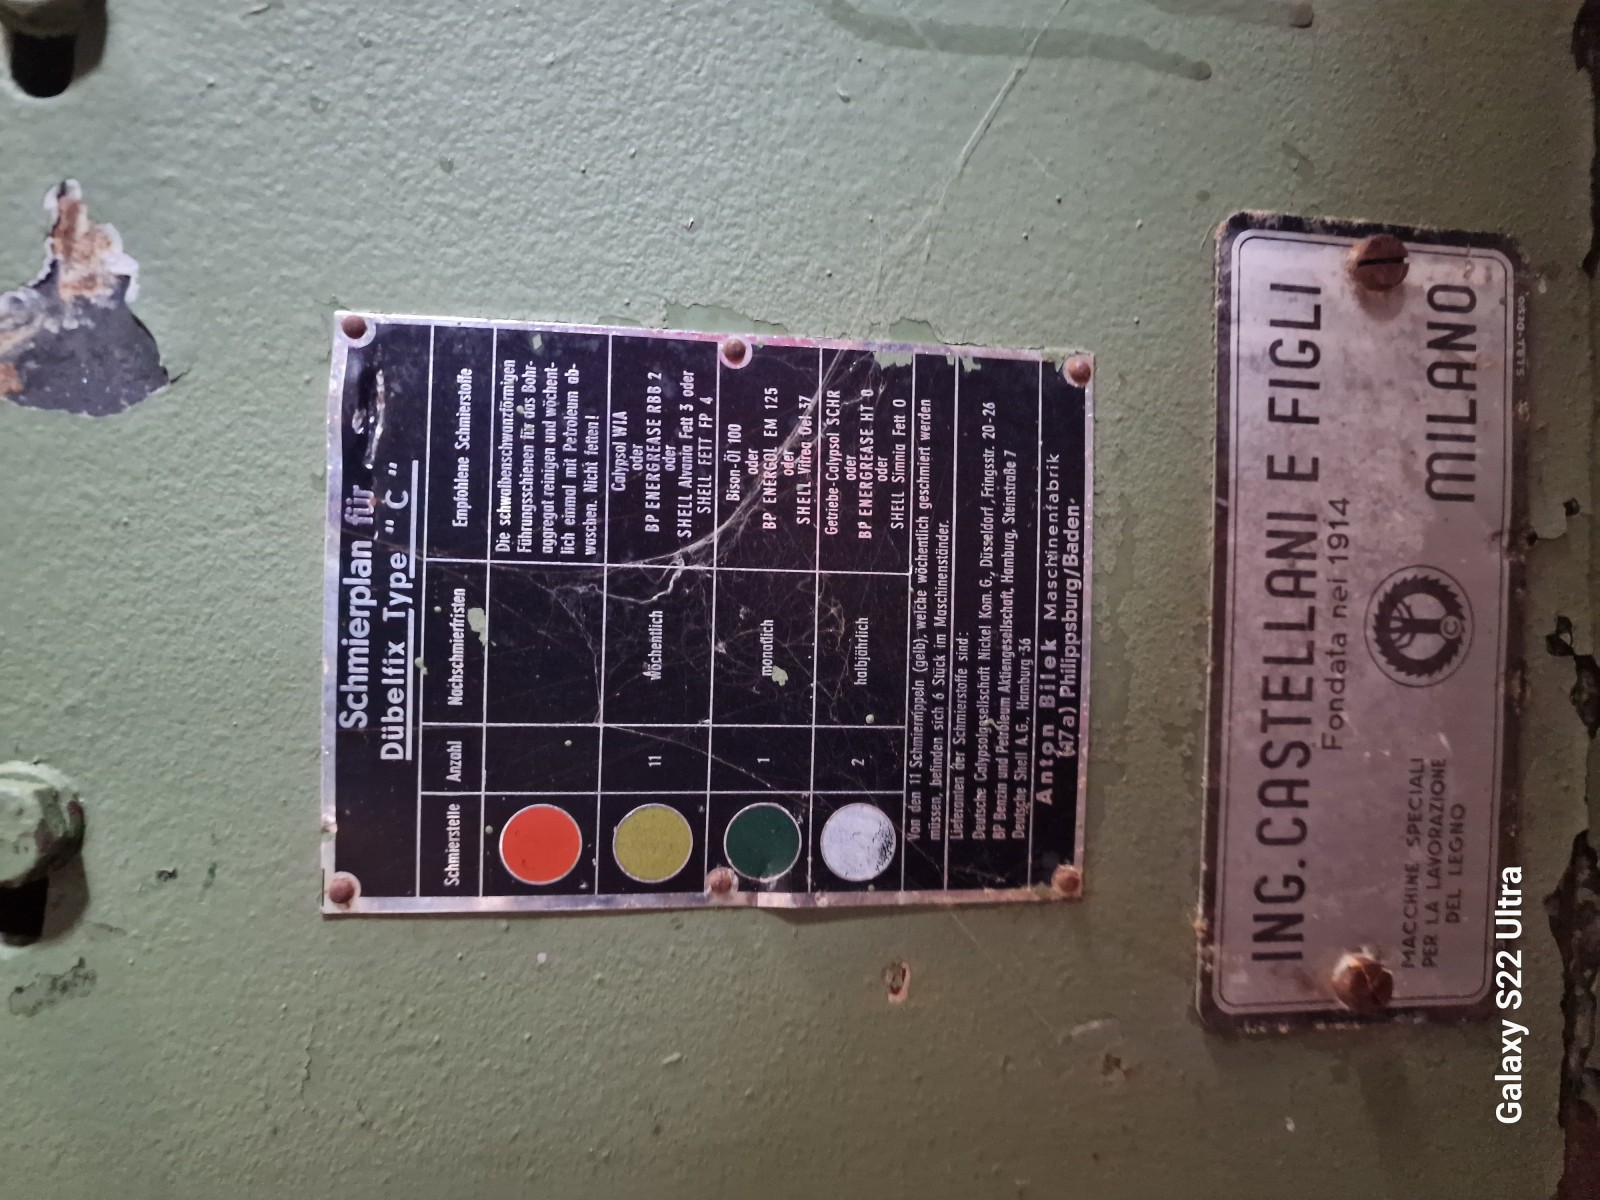 Schmierplan für
Dübelfix Type "C"
Schmierstelle Anzahl Nachschmierfristen Empfohlene Schmierstoffe
Die schwalbenschwanzförmigen
Führungsschienen für das Bohr-
aggregat reinigen und wöchent-
lich einmal mit Petroleum ab-
waschen. Nicht fetten!
11 wöchentlich
Calypsol WIA
oder
BP ENERGREASE RBB 2
oder
SHELL Alvania Fett 3 oder
SHELL FETT FP 4
1 monatlich
Bison-Öl 100
oder
BP ENERGOL EM 125
oder
SHELL Vitrea Oel 37
2 halbjährlich
Getriebe-Calypsol SCHR
oder
BP ENERGREASE HT 0
oder
SHELL Simnia Fett 0
Von den 11 Schmiernippeln (gelb), welche wöchentlich geschmiert werden
müssen, befinden sich 6 Stück im Maschinenständer.
Lieferanten der Schmierstoffe sind:
Deutsche Calypsolgesellschaft Nickel Kom. G., Düsseldorf, Fringsstr. 20-26
BP Benzin und Petroleum Aktiengesellschaft, Hamburg, Steinstraße 7
Deutsche Shell A.G., Hamburg 36
Anton Bilek Maschinenfabrik
(17a) Philippsburg/Baden
ING. CASTELLANI E FIGLI
Fondata nel 1914
MACCHINE SPECIALI
PER LA LAVORAZIONE
DEL LEGNO
MILANO
Galaxy S22 Ultra